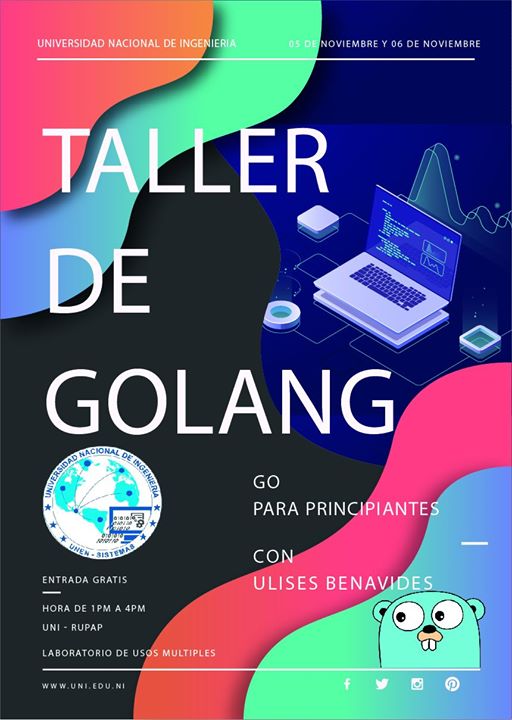 UNIVERSIDAD NACIONAL DE INGENIERIA
05 DE NOVIEMBRE Y 06 DE NOVIEMBRE
TALLER
DE
GOLANG
UNIVERSIDAD NACIONAL DE INGENIERIA
UNEN - SISTEMAS
GO
PARA PRINCIPIANTES
CON
ULISES BENAVIDES
ENTRADA GRATIS
HORA DE 1PM A 4PM
UNI - RUPAP
LABORATORIO DE USOS MULTIPLES
WWW.UNI.EDU.NI